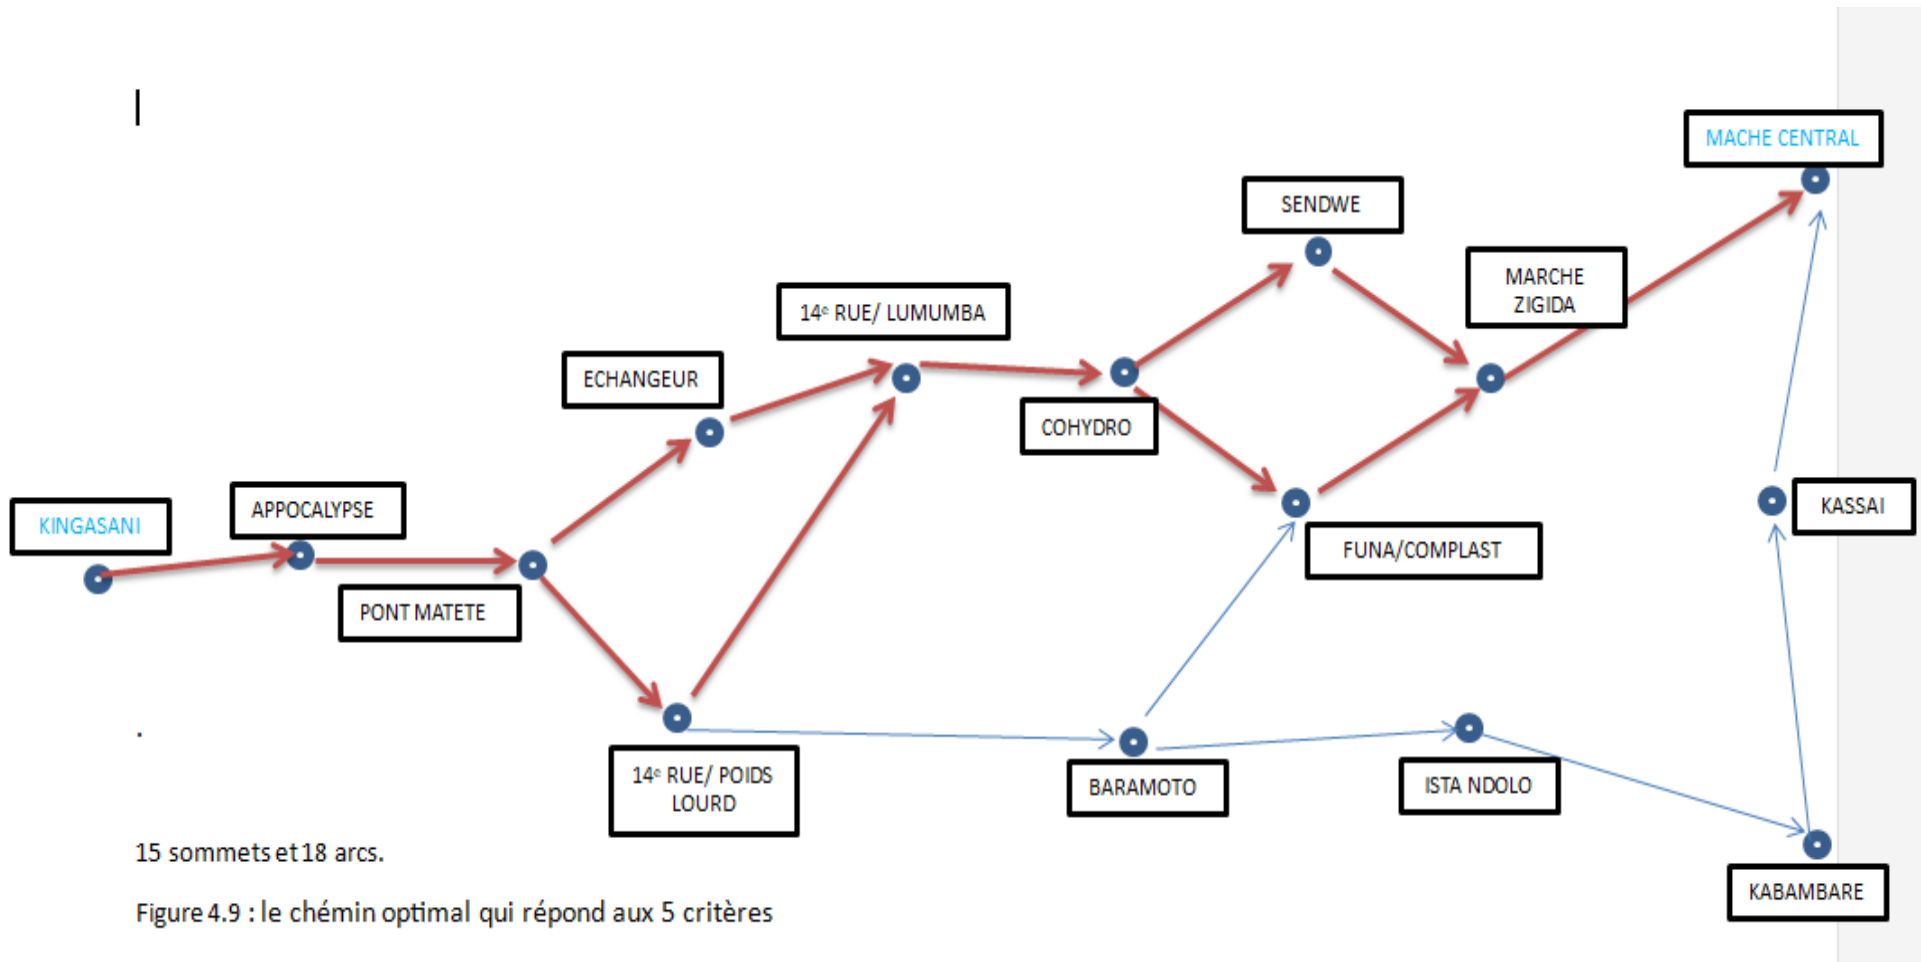 MACHE CENTRAL
SENDWE
MARCHE
ZIGIDA
14e RUE/ LUMUMBA
ECHANGEUR
COHYDRO
APPOCALYPSE
KINGASANI
KASSAI
FUNA/COMPLAST
PONT MATETE
14e RUE/ POIDS
LOURD
BARAMOTO
ISTA NDOLO
KABAMBARE
.
15 sommets et 18 arcs.
Figure 4.9 : le chémin optimal qui répond aux 5 critères